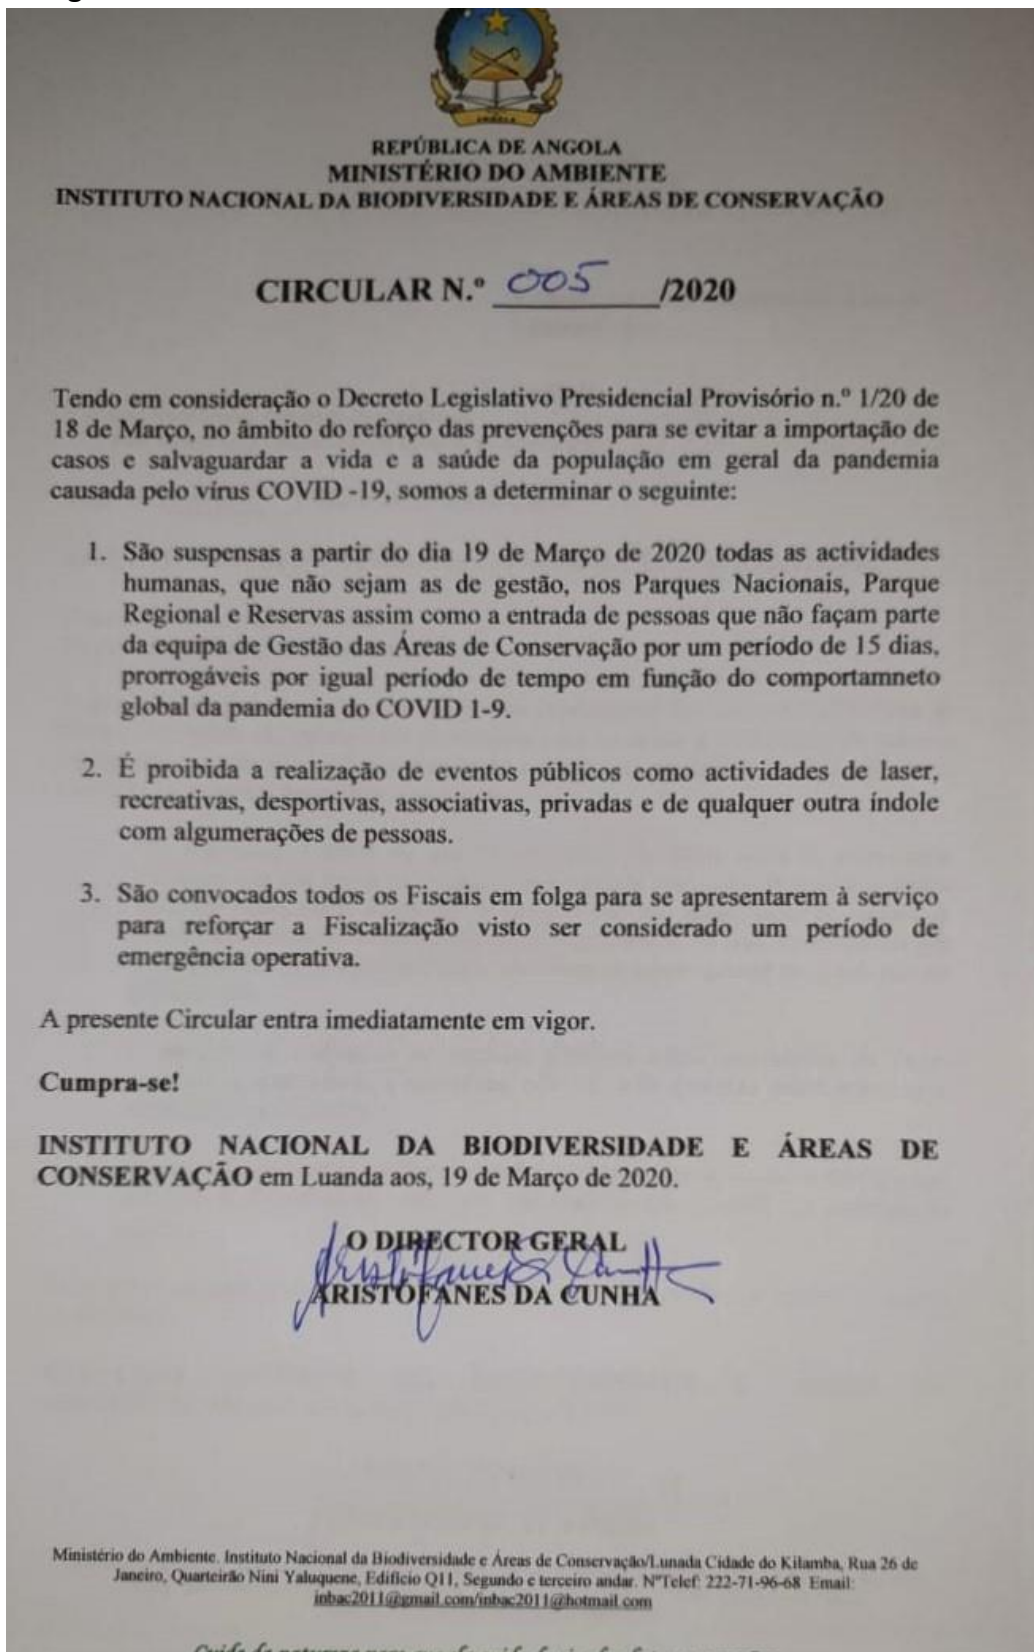 ANGOLA
REPÚBLICA DE ANGOLA
MINISTÉRIO DO AMBIENTE
INSTITUTO NACIONAL DA BIODIVERSIDADE E ÁREAS DE CONSERVAÇÃO
CIRCULAR N.º 005 /2020
Tendo em consideração o Decreto Legislativo Presidencial Provisório n.º 1/20 de
18 de Março, no âmbito do reforço das prevenções para se evitar a importação de
casos e salvaguardar a vida e a saúde da população em geral da pandemia
causada pelo vírus COVID -19, somos a determinar o seguinte:
1. São suspensas a partir do dia 19 de Março de 2020 todas as actividades
humanas, que não sejam as de gestão, nos Parques Nacionais, Parque
Regional e Reservas assim como a entrada de pessoas que não façam parte
da equipa de Gestão das Áreas de Conservação por um período de 15 dias,
prorrogáveis por igual período de tempo em função do comportamneto
global da pandemia do COVID 1-9.
2. É proibida a realização de eventos públicos como actividades de laser,
recreativas, desportivas, associativas, privadas e de qualquer outra índole
com algumerações de pessoas.
3. São convocados todos os Fiscais em folga para se apresentarem à serviço
para reforçar a Fiscalização visto ser considerado um período de
emergência operativa.
A presente Circular entra imediatamente em vigor.
Cumpra-se!
INSTITUTO NACIONAL DA BIODIVERSIDADE E ÁREAS DE
CONSERVAÇÃO em Luanda aos, 19 de Março de 2020.
O DIRECTOR GERAL
ARISTÓFANES DA CUNHA
Ministério do Ambiente. Instituto Nacional da Biodiversidade e Áreas de Conservação/Lunada Cidade do Kilamba, Rua 26 de
Janeiro, Quarteirão Nini Yaluquene, Edifício Q11, Segundo e terceiro andar. NºTelef: 222-71-96-68 Email:
inbac2011@gmail.com/inbac2011@hotmail.com